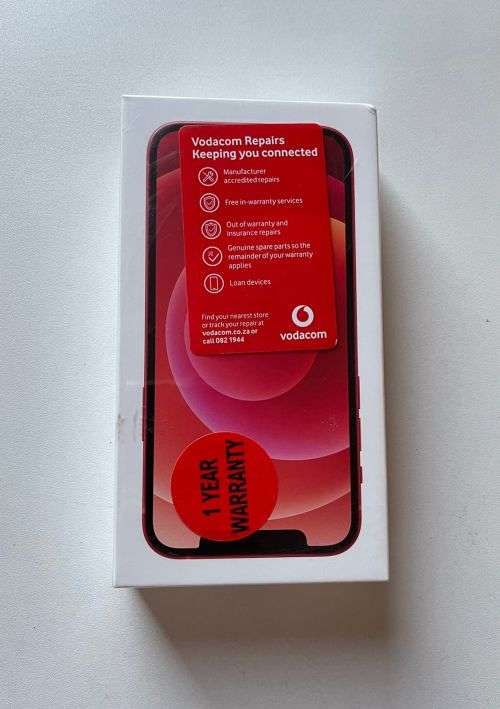 Vodacom Repairs
Keeping you connected
Manufacturer
accredited repairs
Free in-warranty services
Out of warranty and
insurance repairs
Genuine spare parts so the
remainder of your warranty
applies
Loan devices
Find your nearest store
or track your repair at
vodacom.co.za or
call 082 1944
vodacom
1 YEAR
WARRANTY